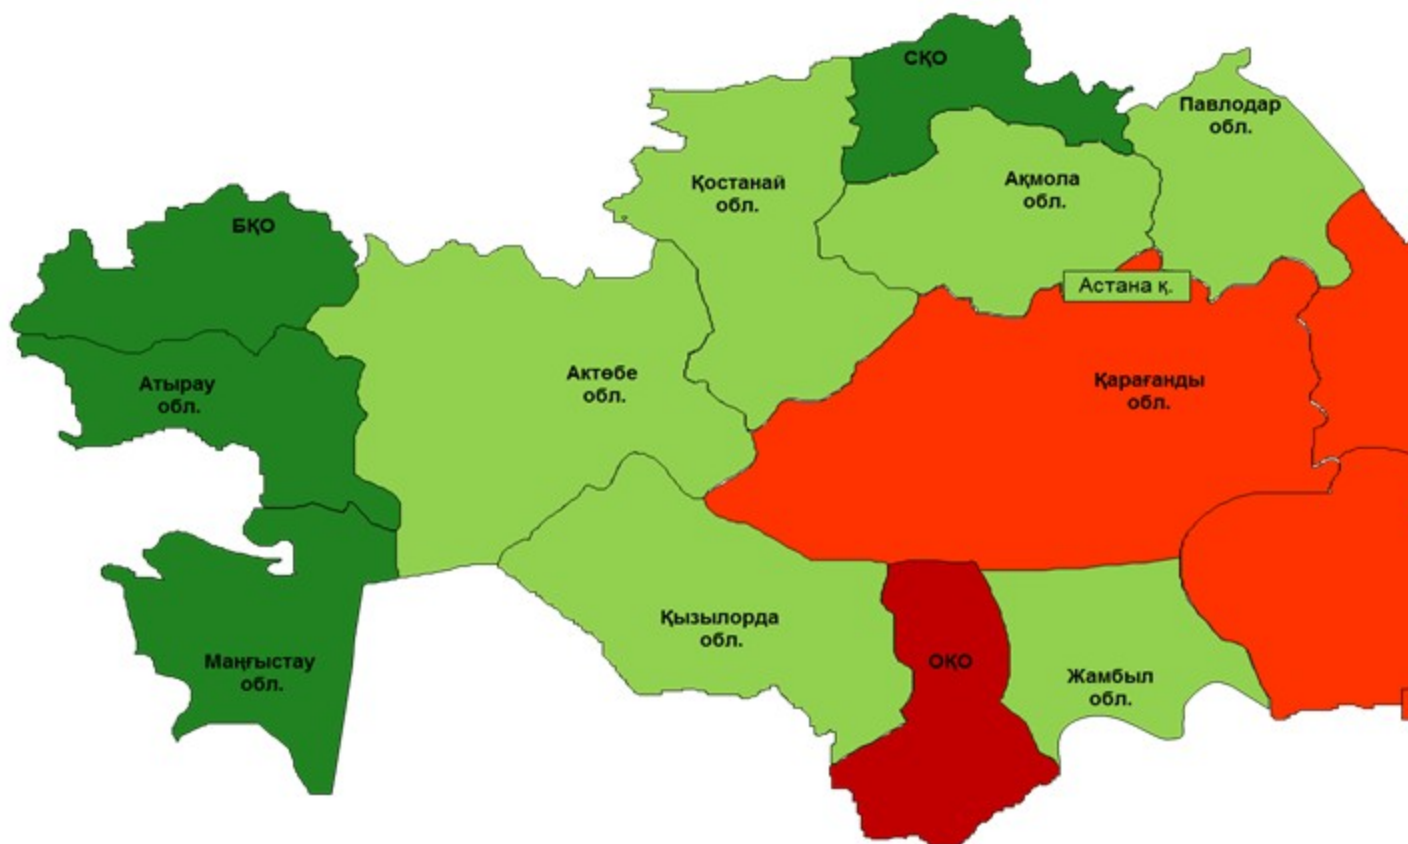 СҚО
Павлодар
обл.
Қостанай
обл.
Ақмола
обл.
БҚО
Астана қ.
Атырау
обл.
Актөбе
обл.
Қарағанды
обл.
Қызылорда
обл.
Маңғыстау
обл.
ОҚО
Жамбыл
обл.